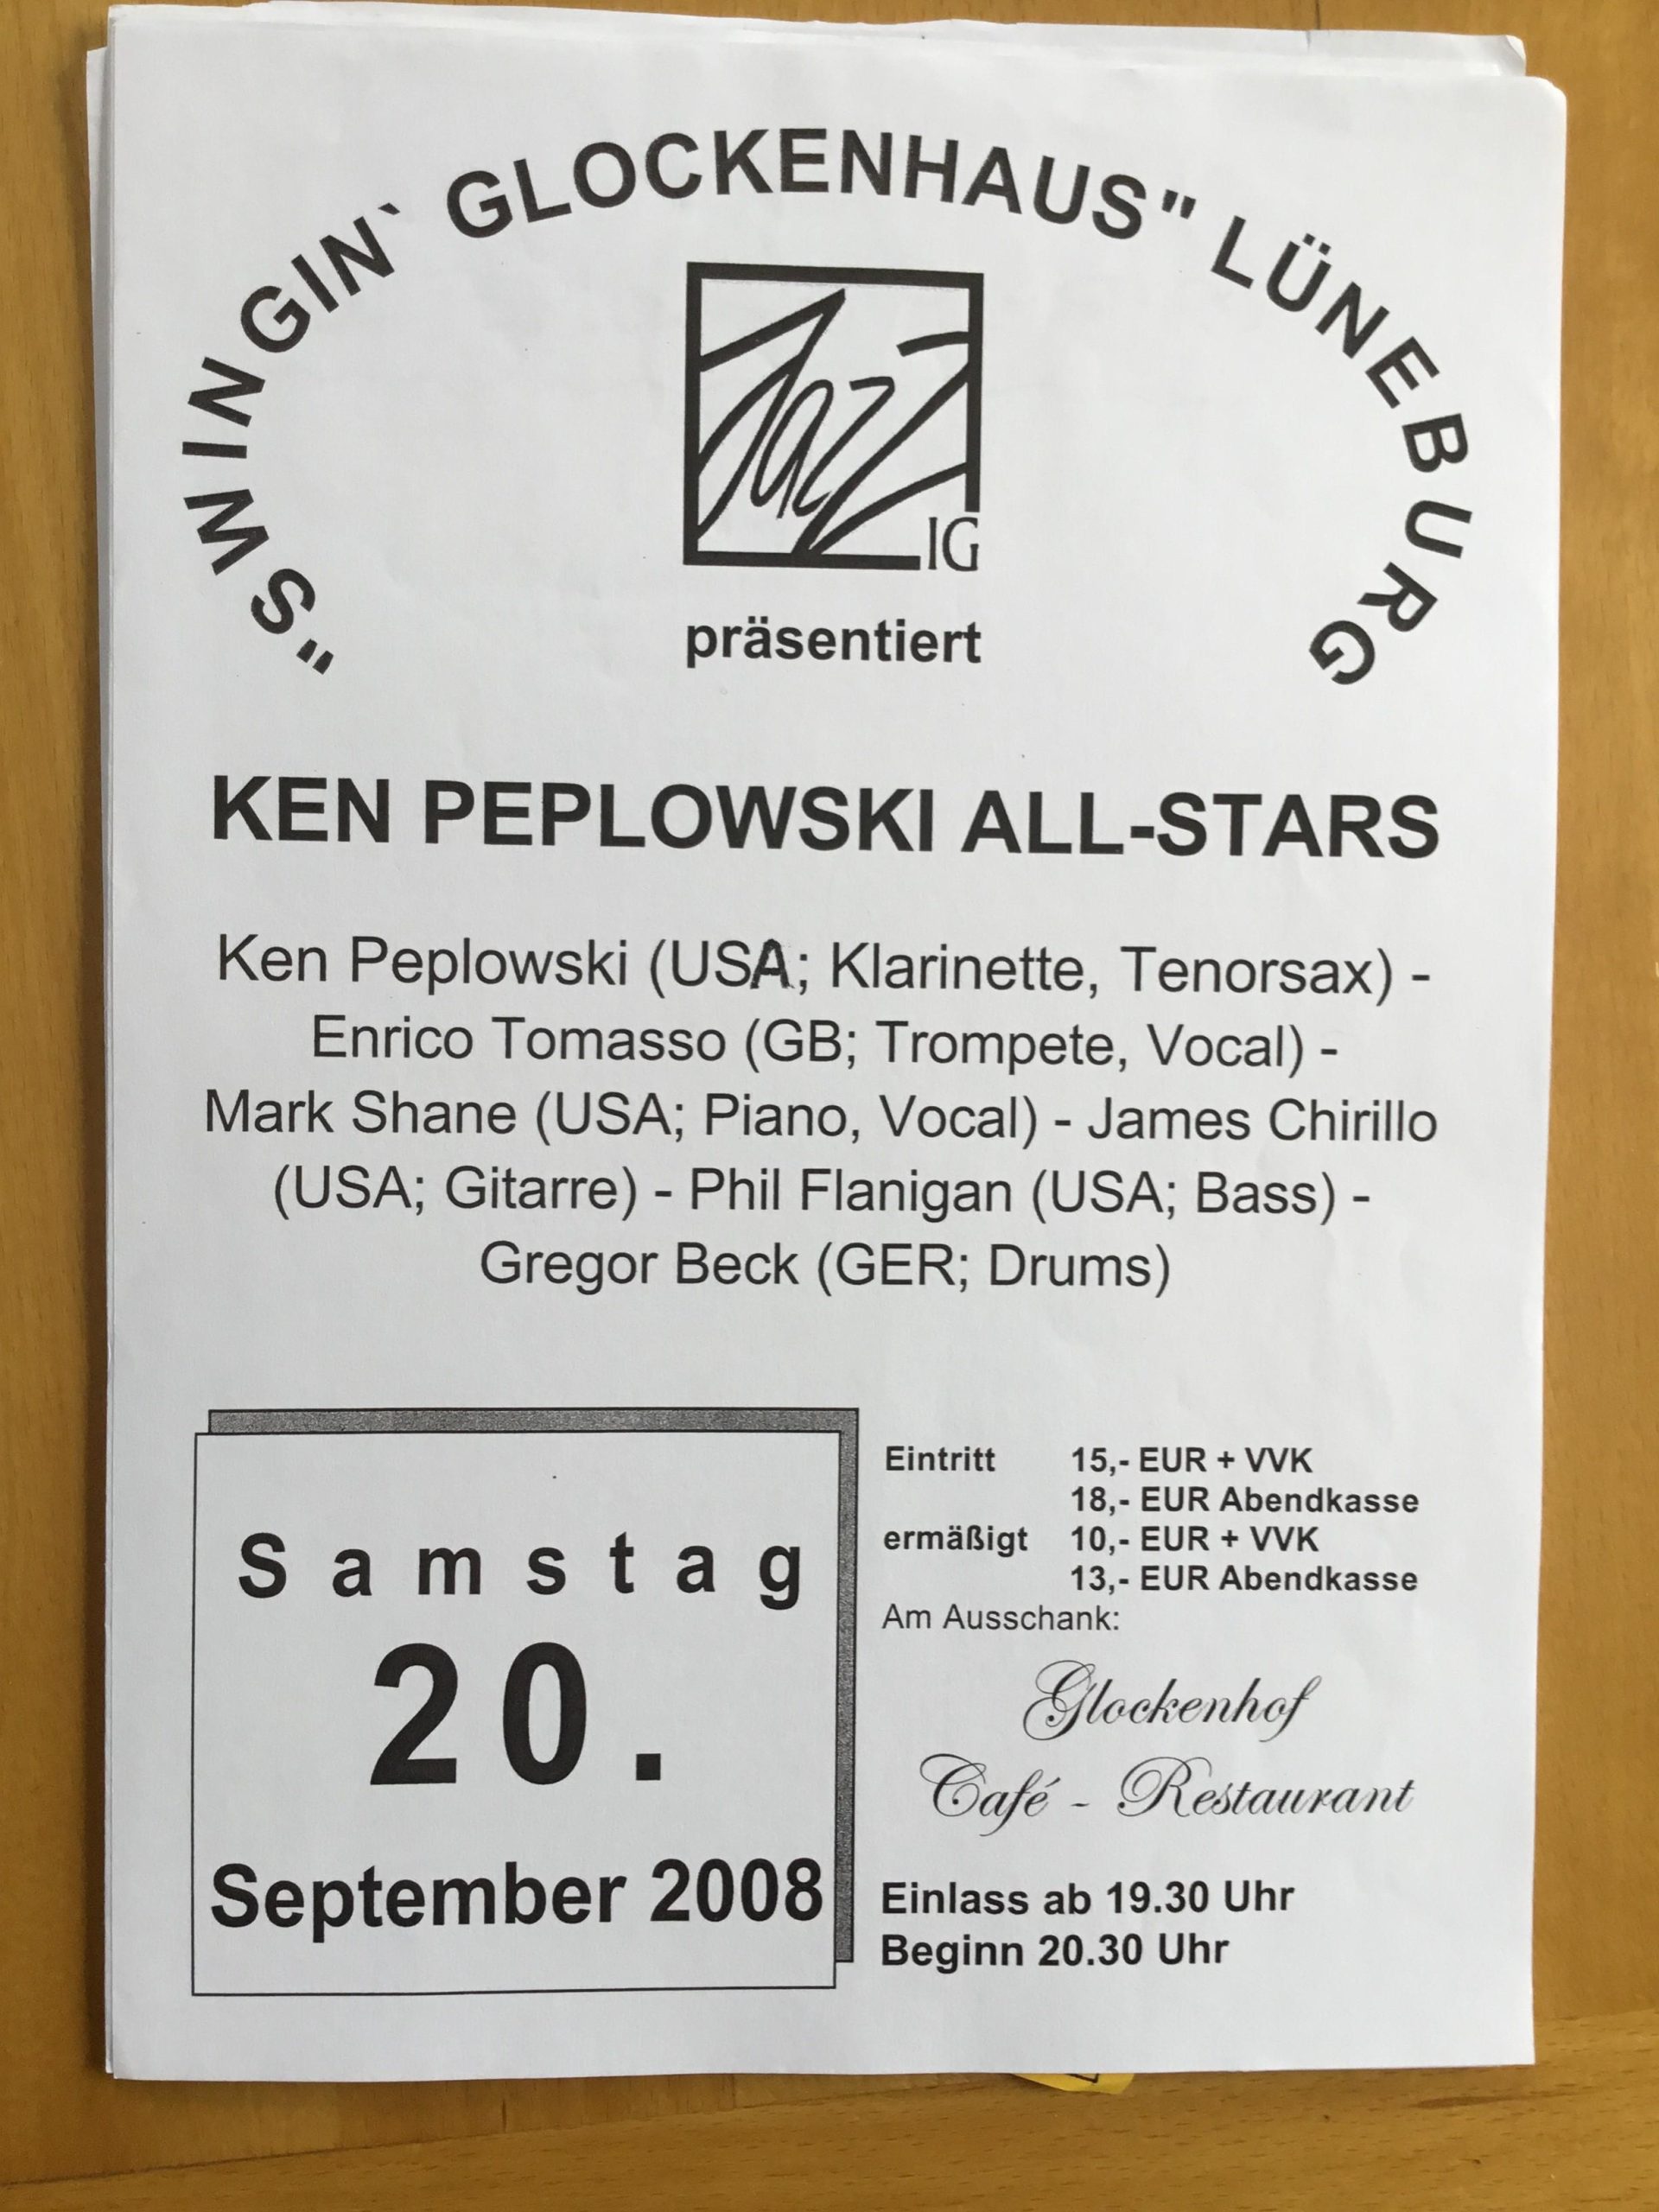 "SWINGIN` GLOCKENHAUS" LÜNEBURG
Jazz
IG
präsentiert
KEN PEPLOWSKI ALL-STARS
Ken Peplowski (USA; Klarinette, Tenorsax) -
Enrico Tomasso (GB; Trompete, Vocal) -
Mark Shane (USA; Piano, Vocal) - James Chirillo
(USA; Gitarre) - Phil Flanigan (USA; Bass) -
Gregor Beck (GER; Drums)
Samstag
20.
September 2008
Eintritt 15,- EUR + VVK
18,- EUR Abendkasse
ermäßigt 10,- EUR + VVK
13,- EUR Abendkasse
Am Ausschank:
Glockenhof
Café - Restaurant
Einlass ab 19.30 Uhr
Beginn 20.30 Uhr